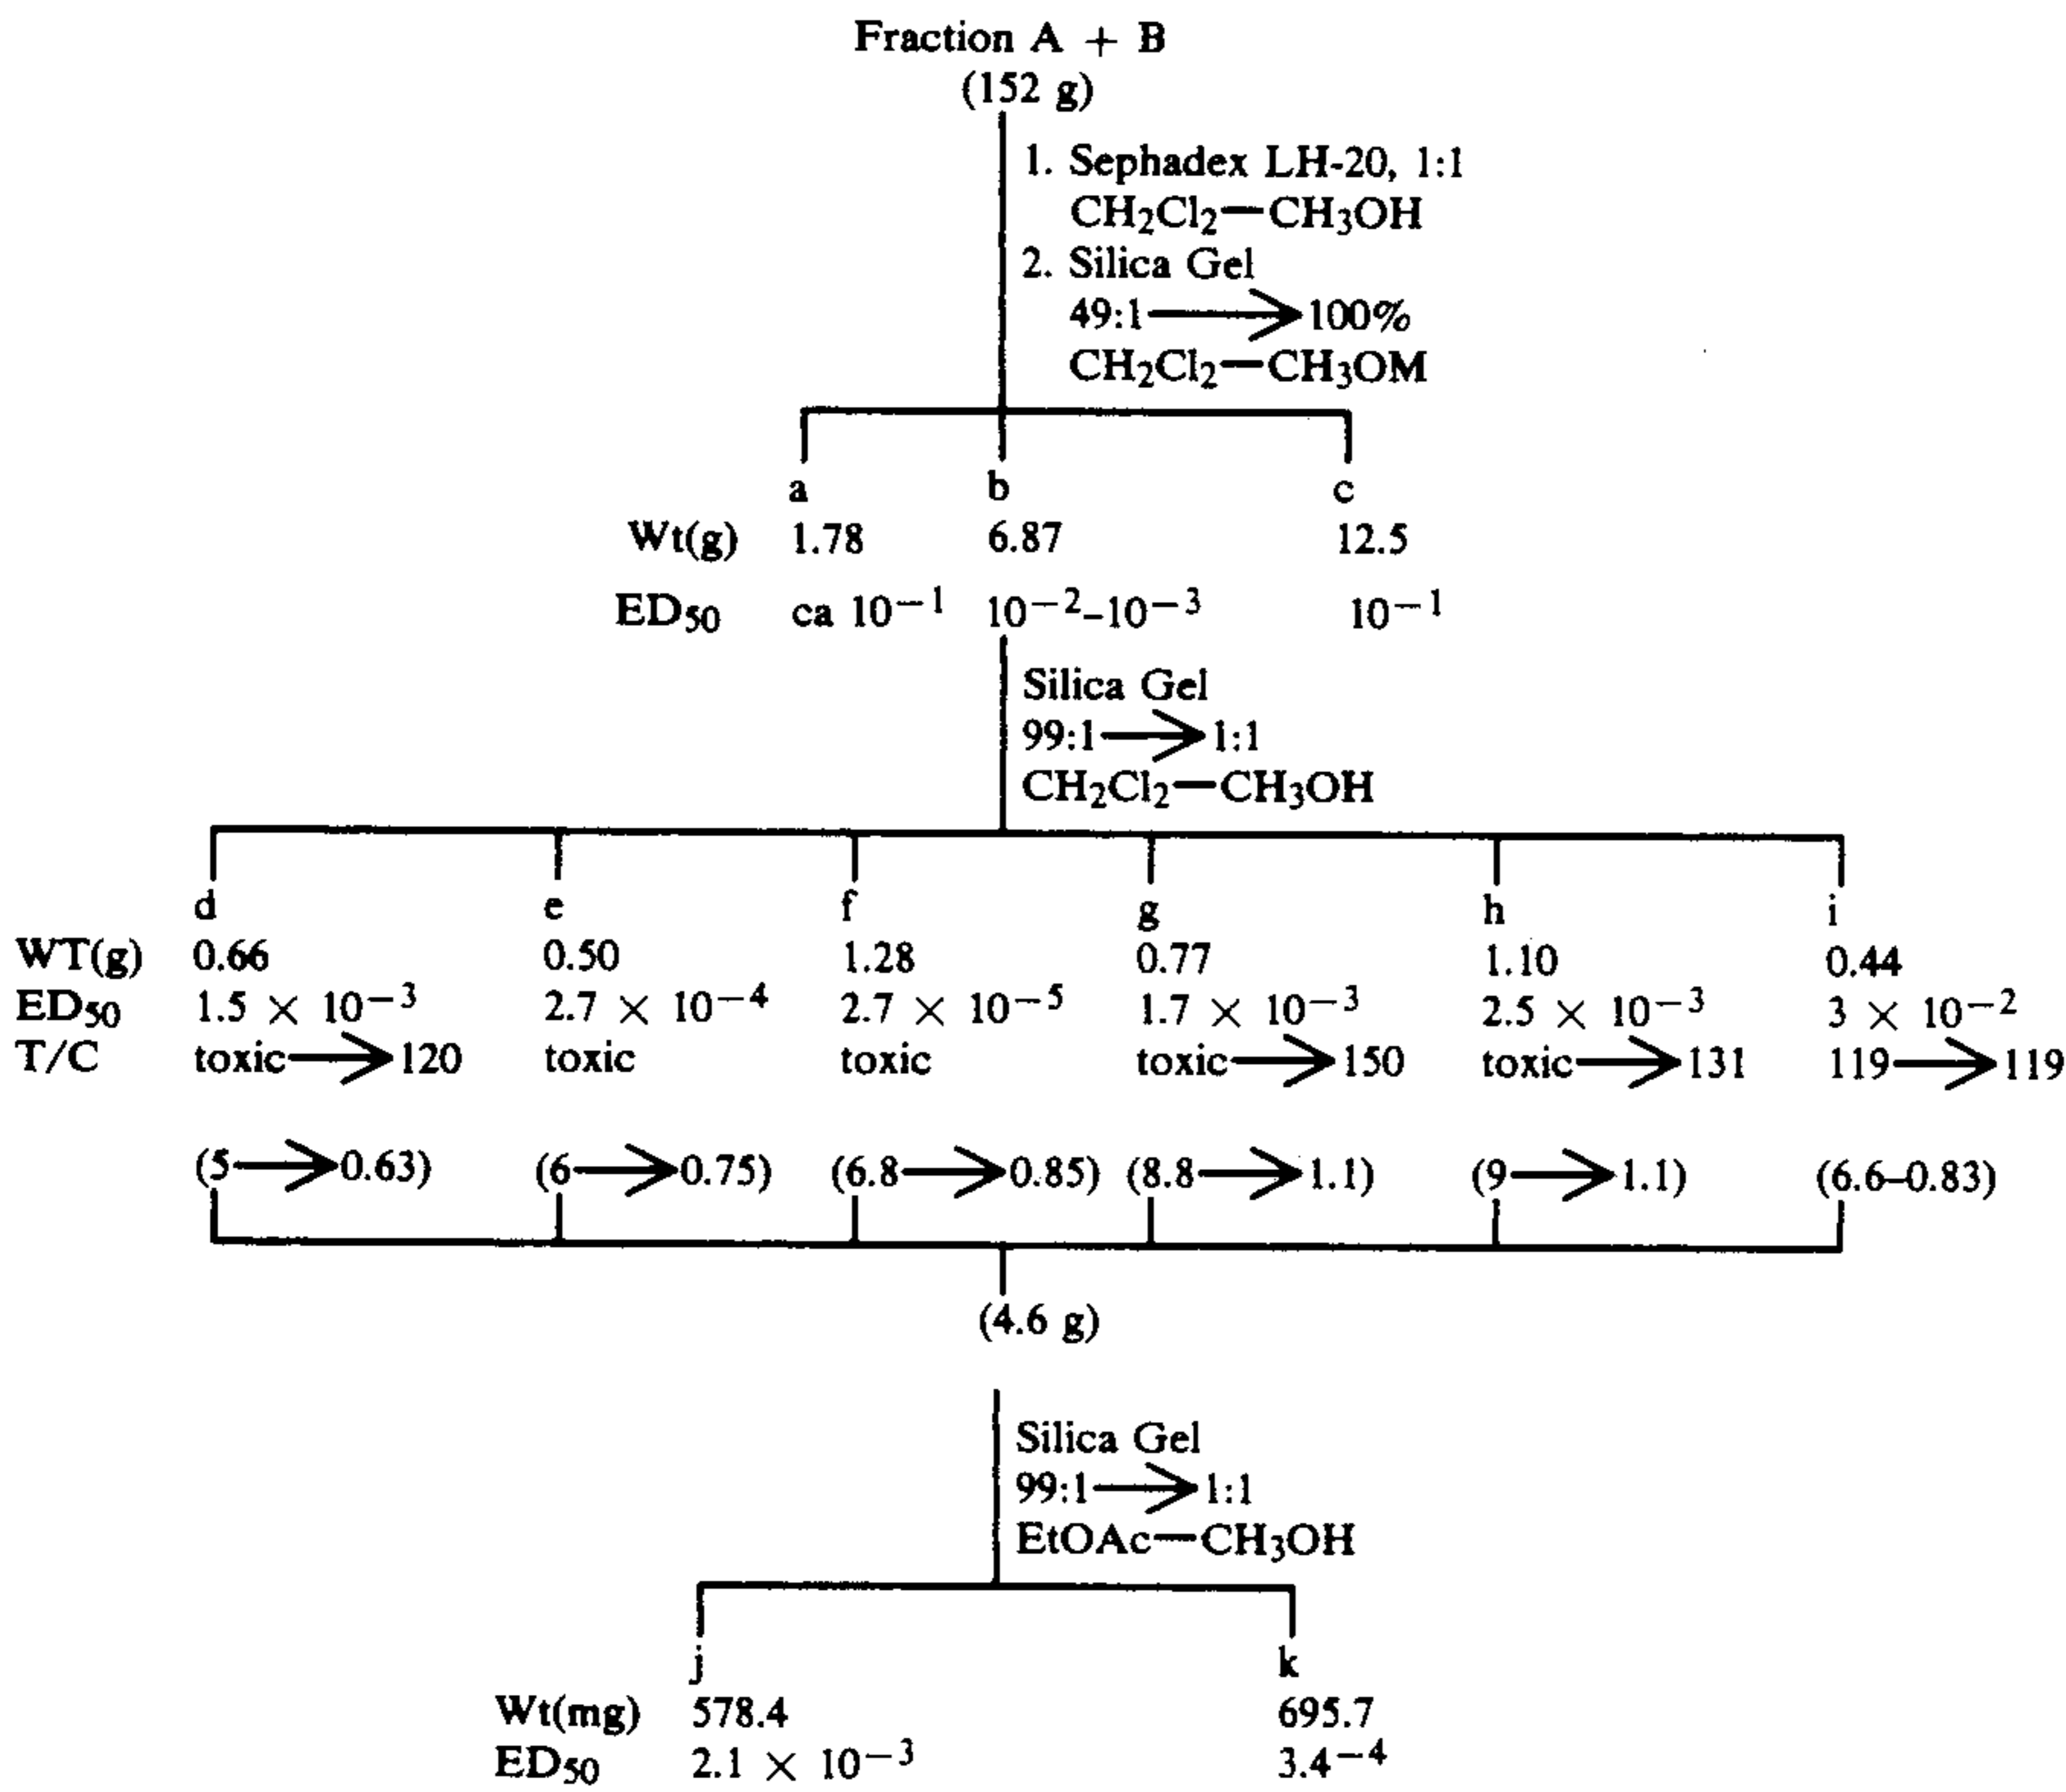 Fraction A + B
(152 g)
1. Sephadex LH-20, 1:1
CH₂Cl₂—CH₃OH
2. Silica Gel
49:1⟶100%
CH₂Cl₂—CH₃OM
a b c
Wt(g) 1.78 6.87 12.5
ED₅₀ ca 10⁻¹ 10⁻²–10⁻³ 10⁻¹
Silica Gel
99:1⟶1:1
CH₂Cl₂—CH₃OH
d e f g h i
WT(g) 0.66 0.50 1.28 0.77 1.10 0.44
ED₅₀ 1.5 × 10⁻³ 2.7 × 10⁻⁴ 2.7 × 10⁻⁵ 1.7 × 10⁻³ 2.5 × 10⁻³ 3 × 10⁻²
T/C toxic⟶120 toxic toxic toxic⟶150 toxic⟶131 119⟶119
(5⟶0.63) (6⟶0.75) (6.8⟶0.85) (8.8⟶1.1) (9⟶1.1) (6.6–0.83)
(4.6 g)
Silica Gel
99:1⟶1:1
EtOAc—CH₃OH
j k
Wt(mg) 578.4 695.7
ED₅₀ 2.1 × 10⁻³ 3.4⁻⁴